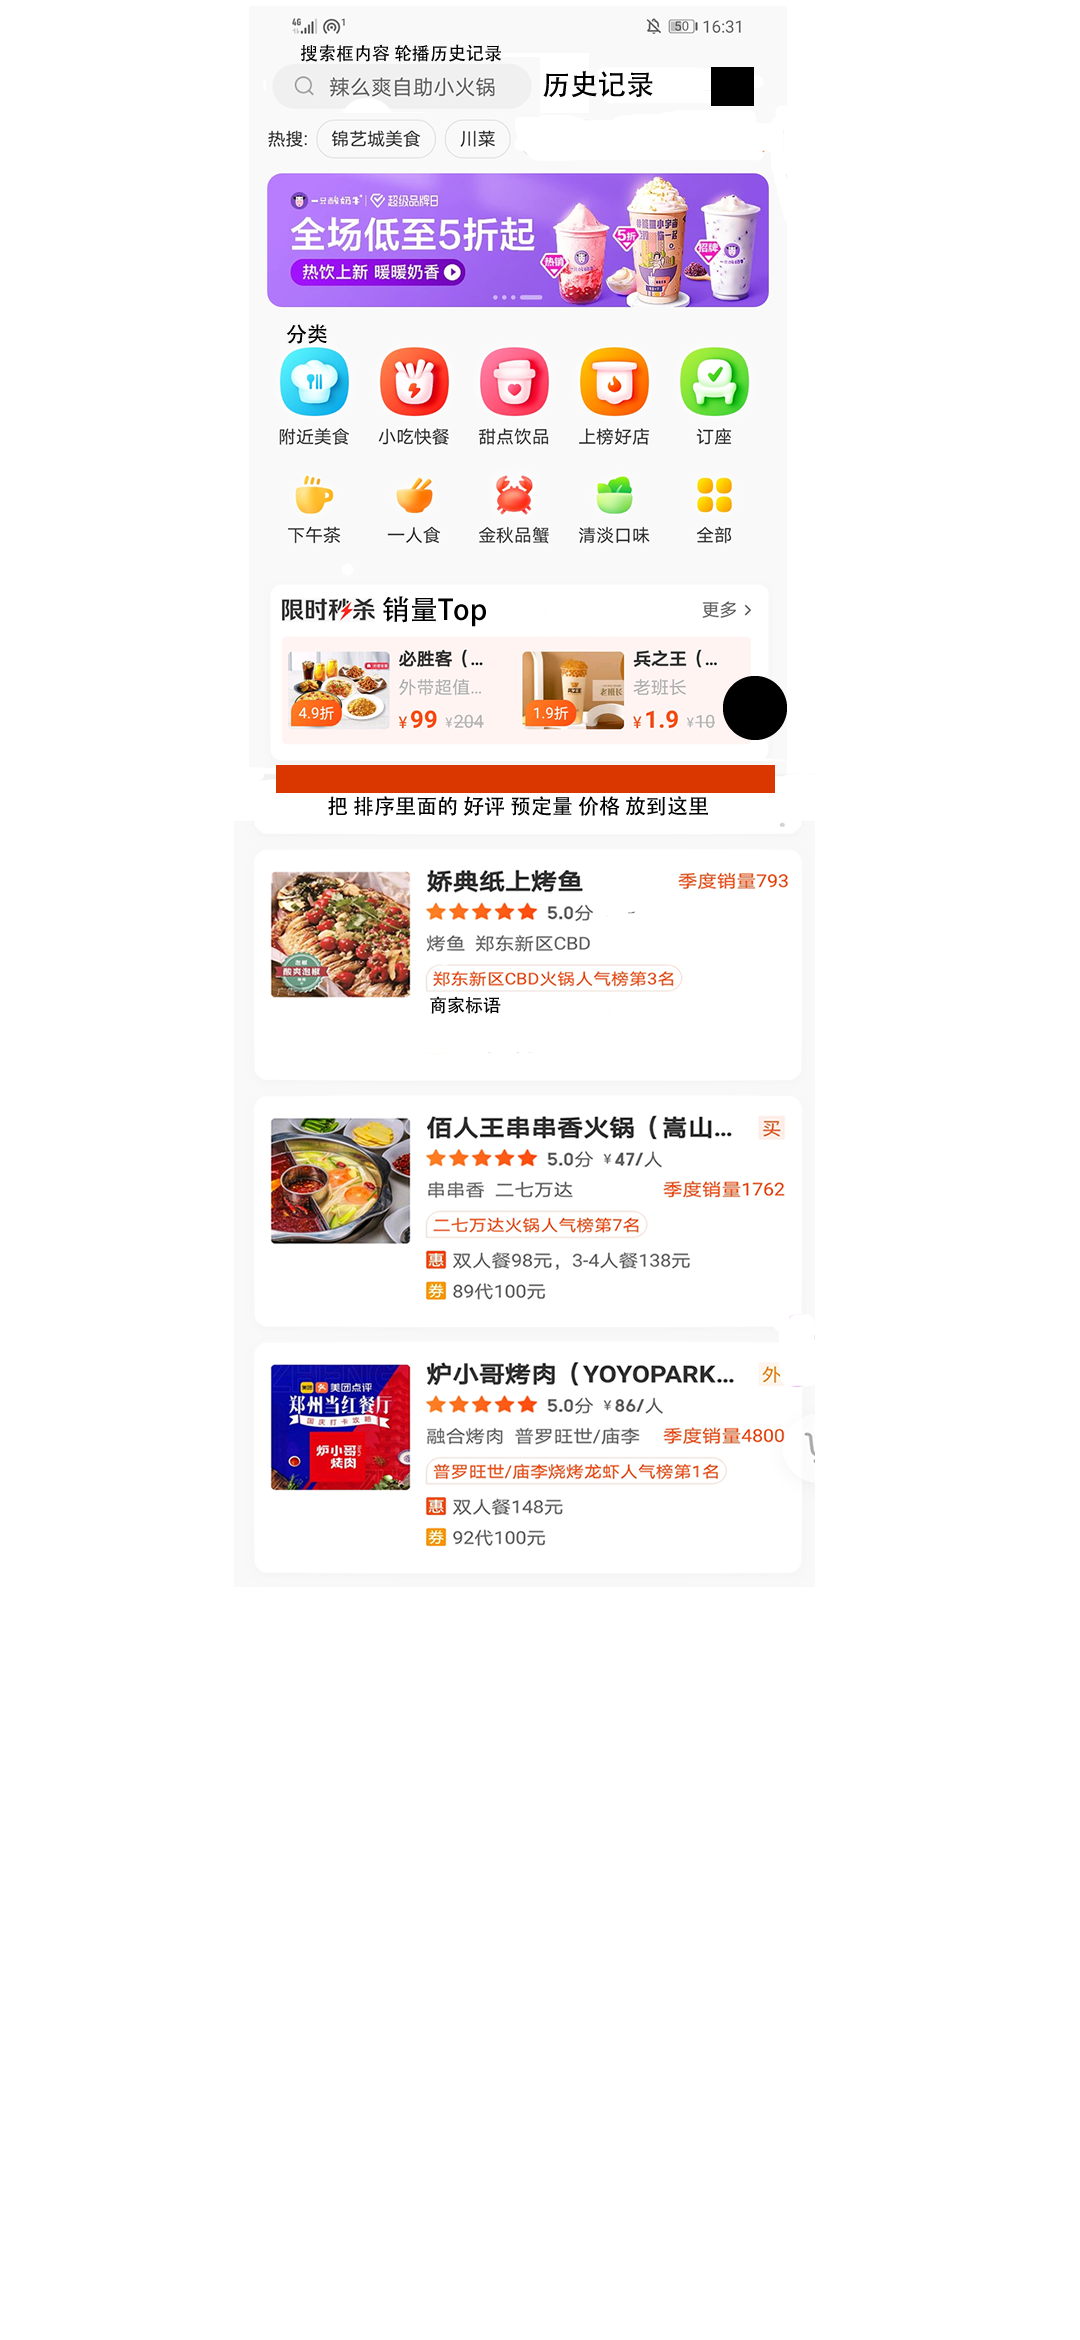 4G 1 50 16:31
搜索框内容 轮播历史记录
辣么爽自助小火锅 历史记录
热搜: 锦艺城美食 川菜
一只酸奶牛 超级品牌日
全场低至5折起
热饮上新 暖暖奶香
热销 5折 招牌
分类
附近美食 小吃快餐 甜点饮品 上榜好店 订座
下午茶 一人食 金秋品蟹 清淡口味 全部
限时秒杀 销量Top 更多
必胜客（... 兵之王（...
外带超值... 老班长
4.9折 ¥99 ¥204 1.9折 ¥1.9 ¥10
把 排序里面的 好评 预定量 价格 放到这里
娇典纸上烤鱼 季度销量793
5.0分
烤鱼 郑东新区CBD
酸爽泡椒
郑东新区CBD火锅人气榜第3名
商家标语
佰人王串串香火锅（嵩山... 买
5.0分 ¥47/人
串串香 二七万达 季度销量1762
二七万达火锅人气榜第7名
惠 双人餐98元，3-4人餐138元
券 89代100元
炉小哥烤肉（YOYOPARK... 外
美团点评
郑州当红餐厅
国庆打卡攻略
炉小哥
烤肉
5.0分 ¥86/人
融合烤肉 普罗旺世/庙李 季度销量4800
普罗旺世/庙李烧烤龙虾人气榜第1名
惠 双人餐148元
券 92代100元